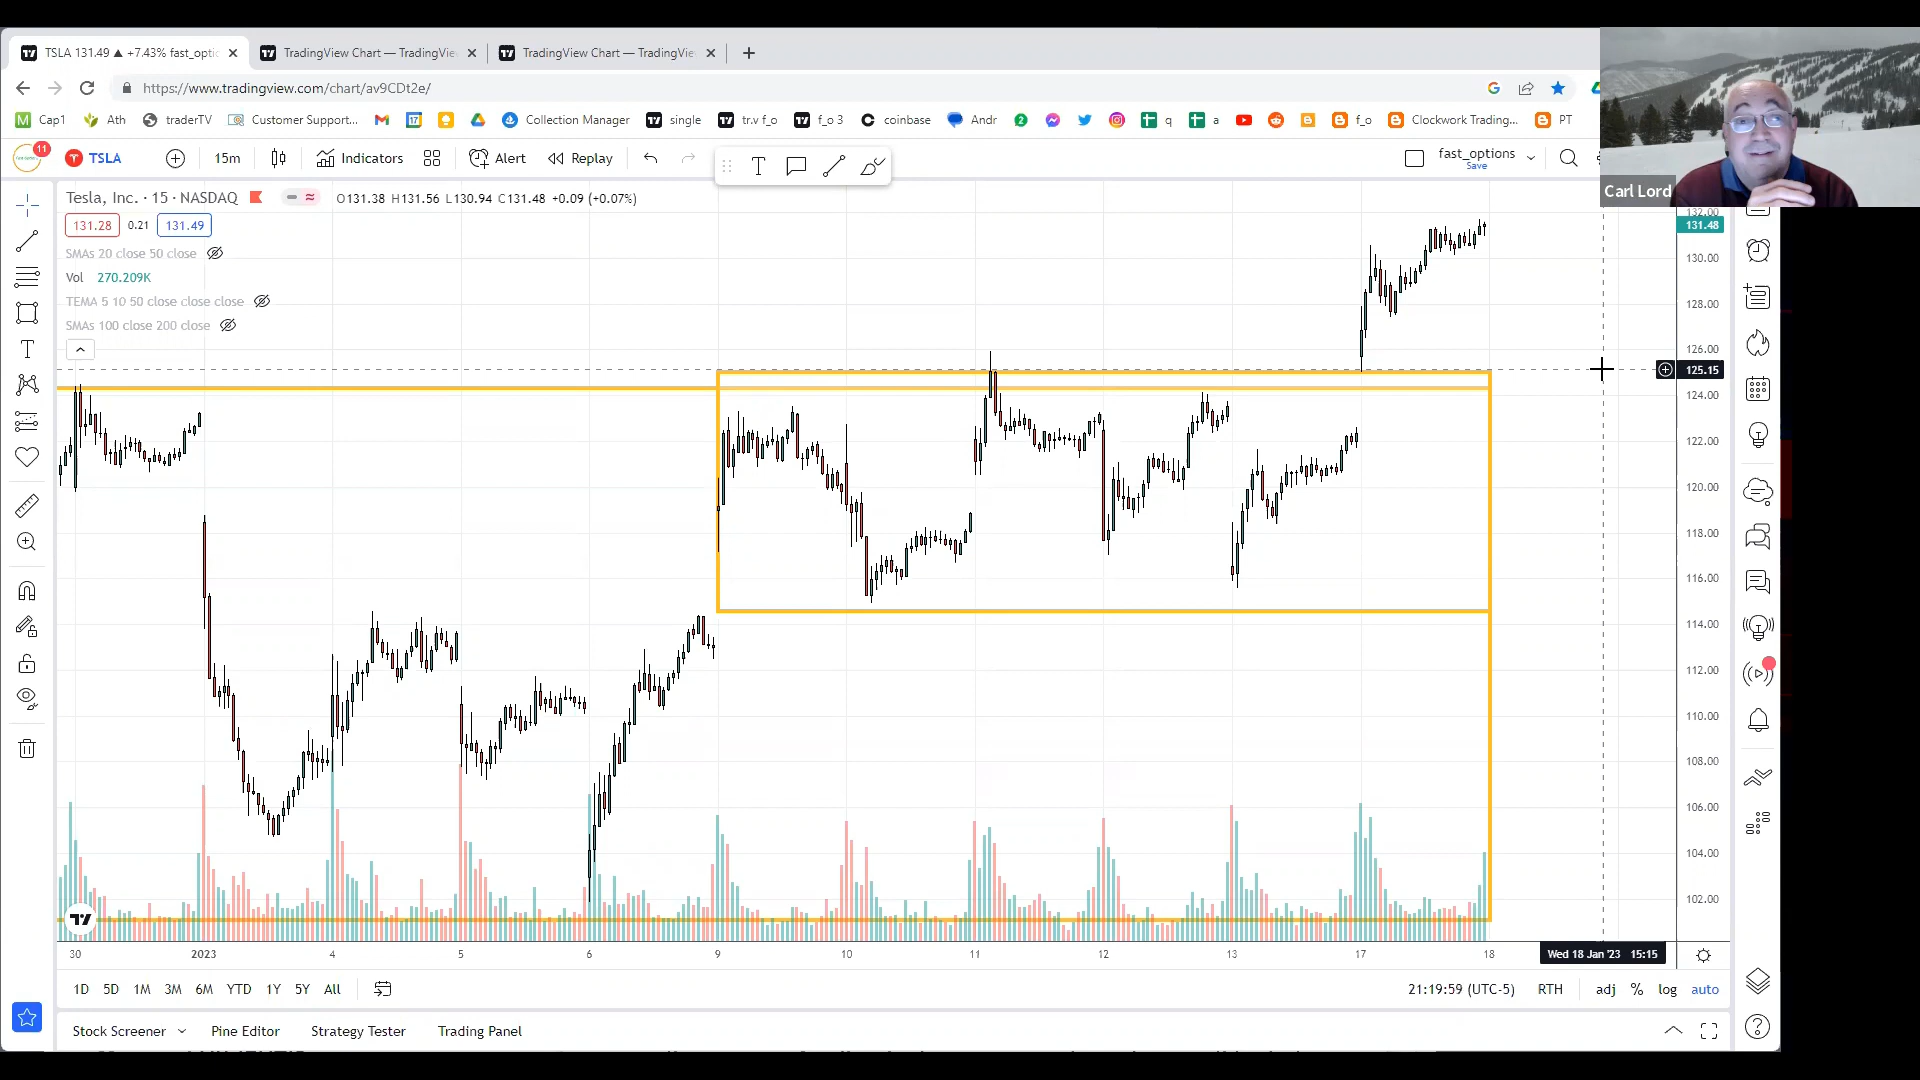 TSLA 131.49 ▲ +7.43% fast_optic
TradingView Chart — TradingVie
TradingView Chart — TradingVie
https://www.tradingview.com/chart/av9CDt2e/
Cap1 Ath traderTV Customer Support... Collection Manager single tr.v f_o f_o 3 coinbase Andr q a f_o Clockwork Trading... PT
11
TSLA 15m Indicators Alert Replay fast_options
Save
Carl Lord
Tesla, Inc. · 15 · NASDAQ O131.38 H131.56 L130.94 C131.48 +0.09 (+0.07%)
131.28 0.21 131.49
SMAs 20 close 50 close
Vol 270.209K
TEMA 5 10 50 close close close
SMAs 100 close 200 close
132.00
131.48
130.00
128.00
126.00
125.15
124.00
122.00
120.00
118.00
116.00
114.00
112.00
110.00
108.00
106.00
104.00
102.00
30 2023 4 5 6 9 10 11 12 13 17 18 Wed 18 Jan '23 15:15
1D 5D 1M 3M 6M YTD 1Y 5Y All 21:19:59 (UTC-5) RTH adj % log auto
Stock Screener Pine Editor Strategy Tester Trading Panel